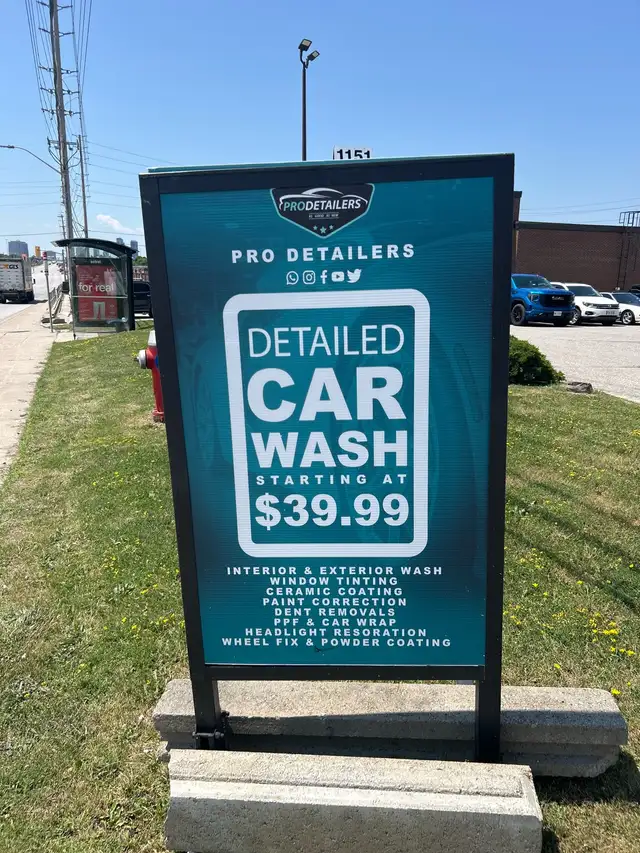 1151
PRODETAILERS
PRO DETAILERS
DETAILED
CAR
WASH
STARTING AT
$39.99
INTERIOR & EXTERIOR WASH
WINDOW TINTING
CERAMIC COATING
PAINT CORRECTION
DENT REMOVALS
PPF & CAR WRAP
HEADLIGHT RESORATION
WHEEL FIX & POWDER COATING
for real